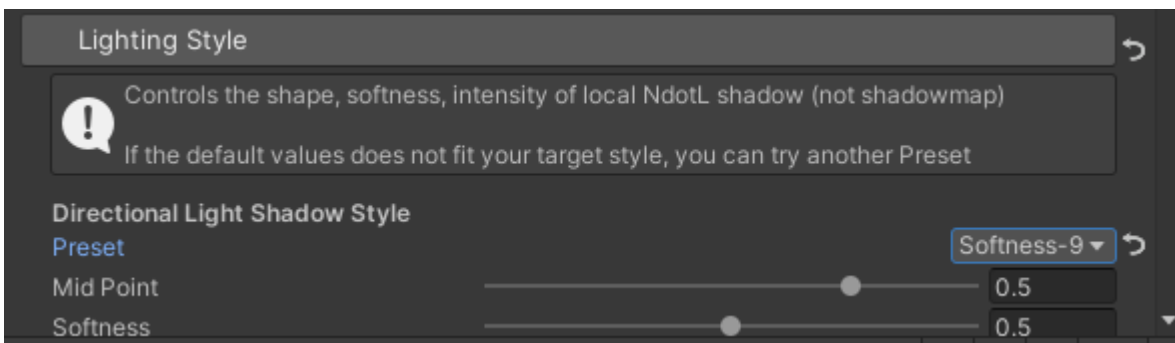 Lighting Style
Controls the shape, softness, intensity of local NdotL shadow (not shadowmap)
If the default values does not fit your target style, you can try another Preset
Directional Light Shadow Style
Preset Softness-9
Mid Point 0.5
Softness 0.5